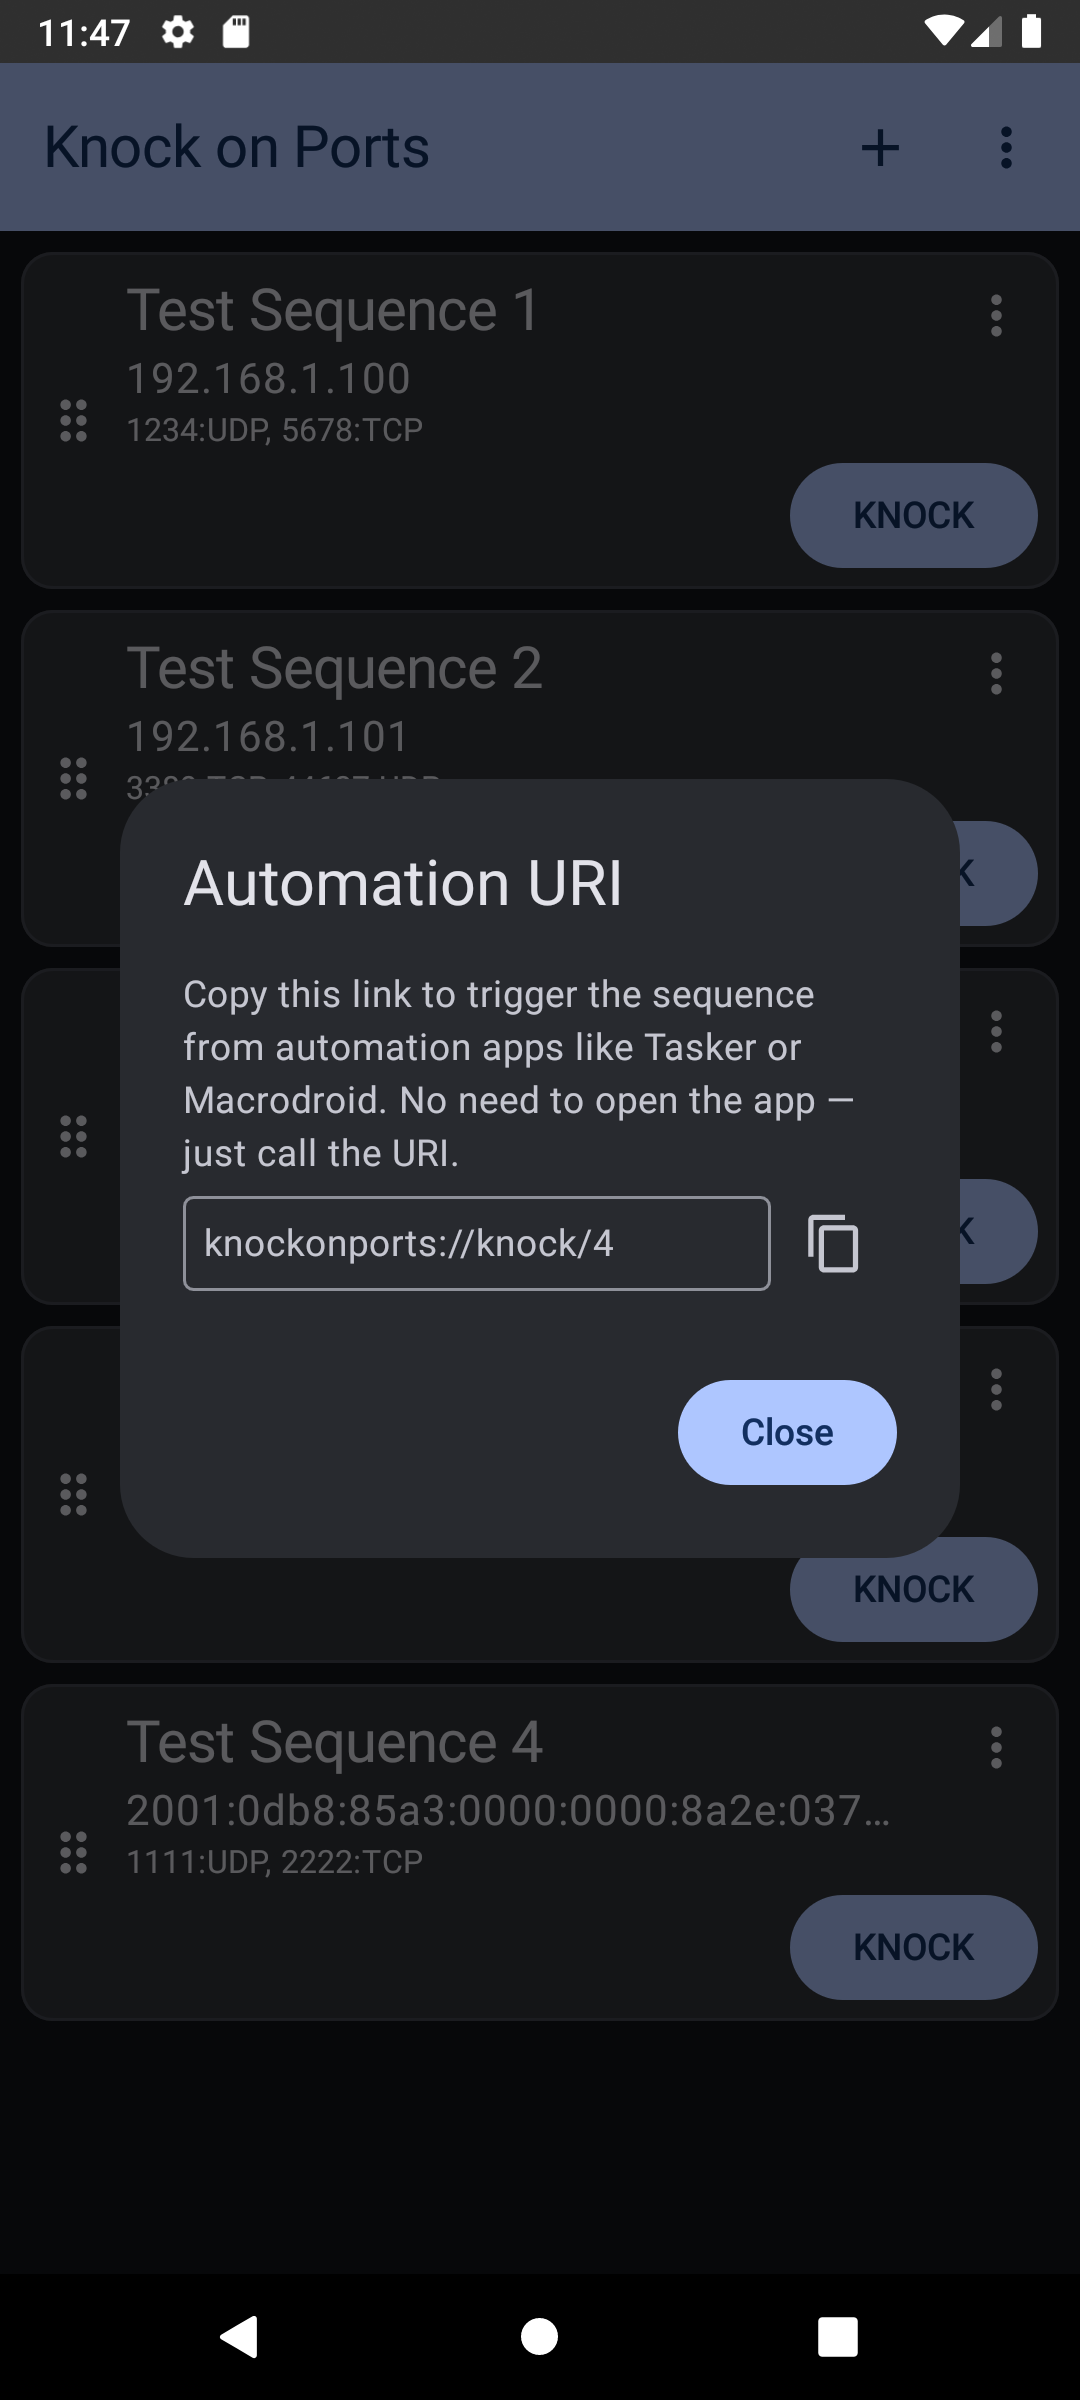 11:47
Knock on Ports
Test Sequence 1
192.168.1.100
1234:UDP, 5678:TCP
KNOCK
Test Sequence 2
192.168.1.101
K
Automation URI
Copy this link to trigger the sequence
from automation apps like Tasker or
Macrodroid. No need to open the app —
just call the URI.
knockonports://knock/4
K
Close
KNOCK
Test Sequence 4
2001:0db8:85a3:0000:0000:8a2e:037…
1111:UDP, 2222:TCP
KNOCK